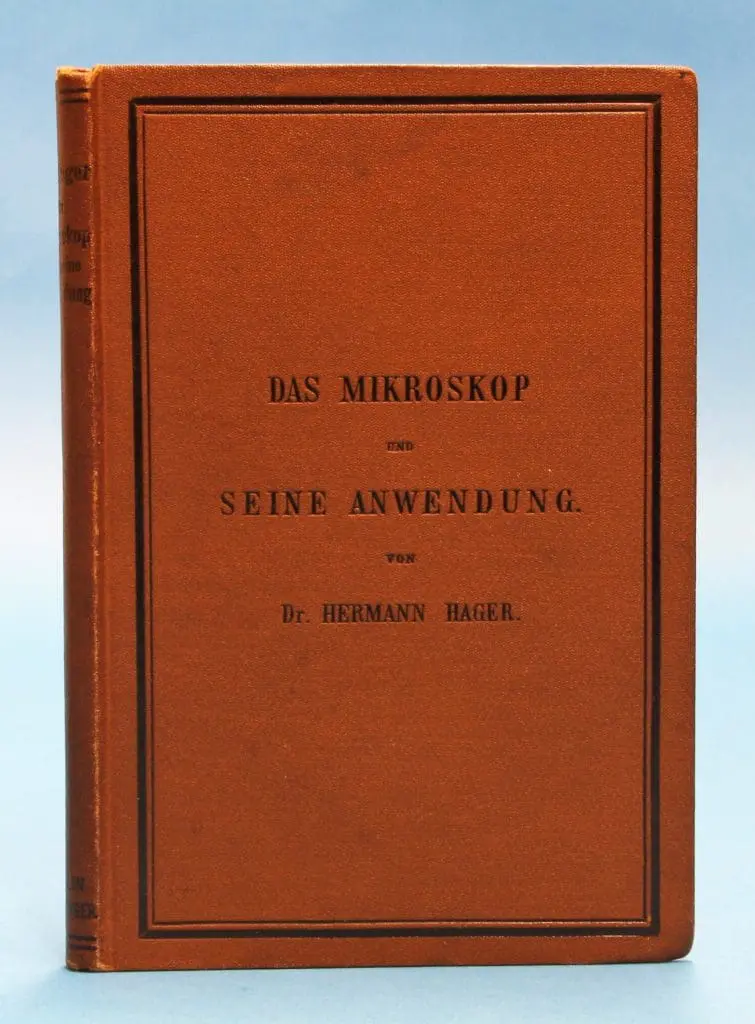 DAS MIKROSKOP
UND
SEINE ANWENDUNG.
VON
Dr. HERMANN HAGER.